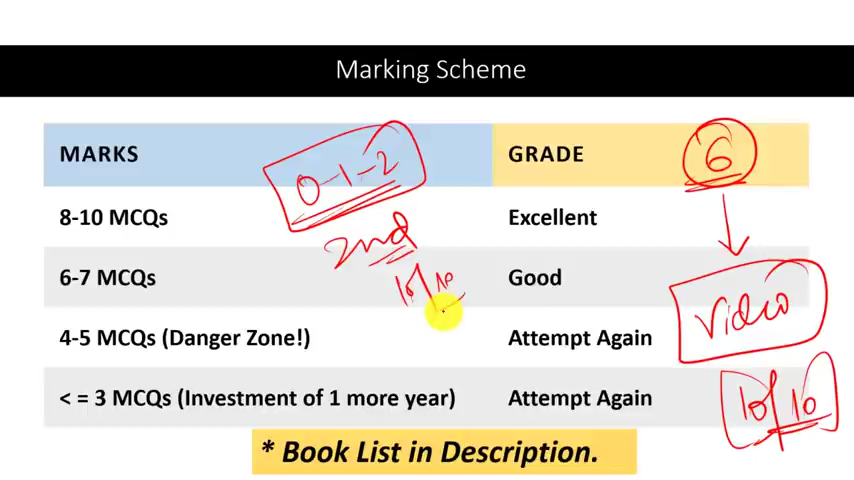 Marking Scheme
MARKS GRADE
0-1-2
6
8-10 MCQs Excellent
2nd
6-7 MCQs Good
10/10
Video
4-5 MCQs (Danger Zone!) Attempt Again
< = 3 MCQs (Investment of 1 more year) Attempt Again
10/10
* Book List in Description.